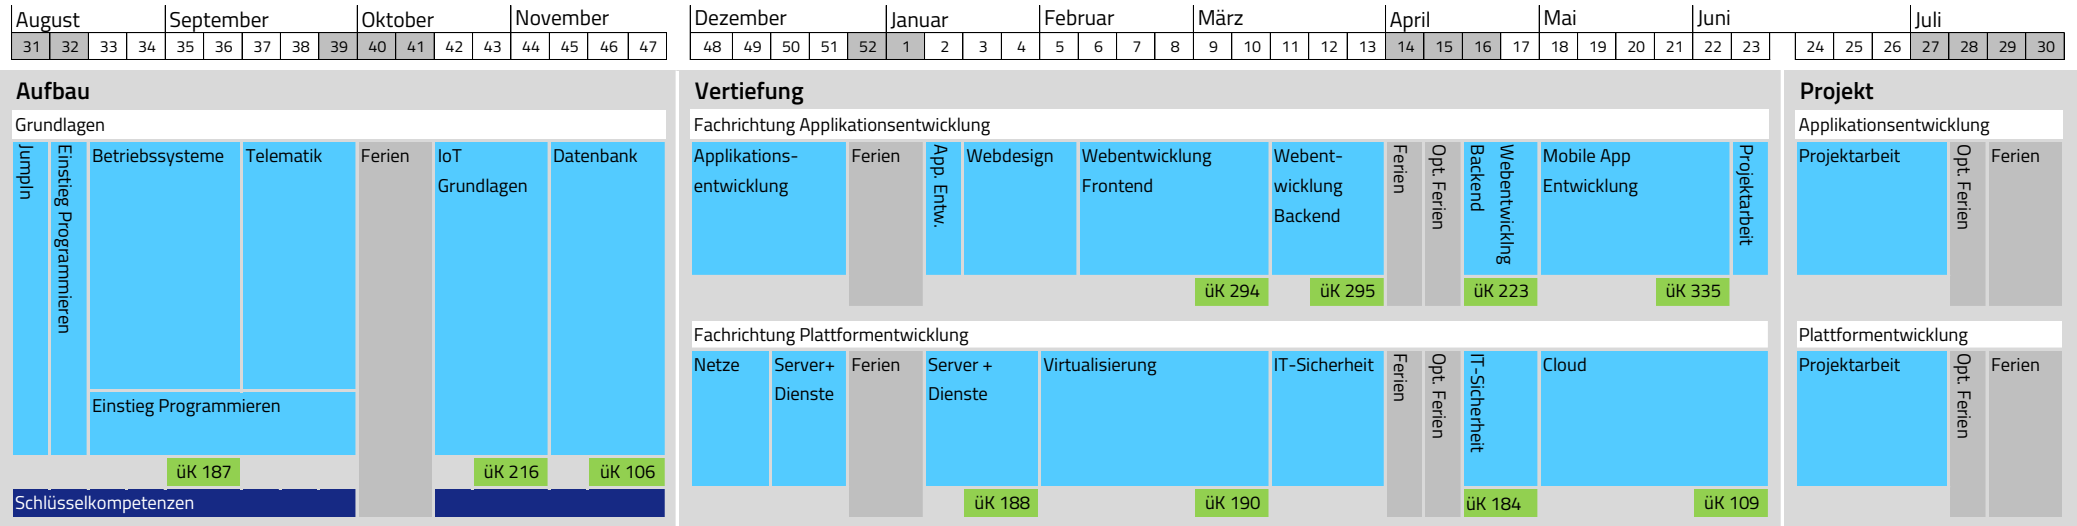 August September Oktober November Dezember Januar Februar März April Mai Juni Juli
31 32 33 34 35 36 37 38 39 40 41 42 43 44 45 46 47 48 49 50 51 52 1 2 3 4 5 6 7 8 9 10 11 12 13 14 15 16 17 18 19 20 21 22 23 24 25 26 27 28 29 30
Aufbau
Grundlagen
JumpIn
Einstieg Programmieren
Betriebssysteme
Telematik
Ferien
IoT
Grundlagen
Datenbank
Einstieg Programmieren
üK 187
üK 216
üK 106
Schlüsselkompetenzen
Vertiefung
Fachrichtung Applikationsentwicklung
Applikations-
entwicklung
Ferien
App. Entw.
Webdesign
Webentwicklung
Frontend
Webent-
wicklung
Backend
Ferien
Opt. Ferien
Webentwicklng
Backend
Mobile App
Entwicklung
Projektarbeit
üK 294
üK 295
üK 223
üK 335
Fachrichtung Plattformentwicklung
Netze
Server+
Dienste
Ferien
Server +
Dienste
Virtualisierung
IT-Sicherheit
Ferien
Opt. Ferien
IT-Sicherheit
Cloud
üK 188
üK 190
üK 184
üK 109
Projekt
Applikationsentwicklung
Projektarbeit
Opt. Ferien
Ferien
Plattformentwicklung
Projektarbeit
Opt. Ferien
Ferien